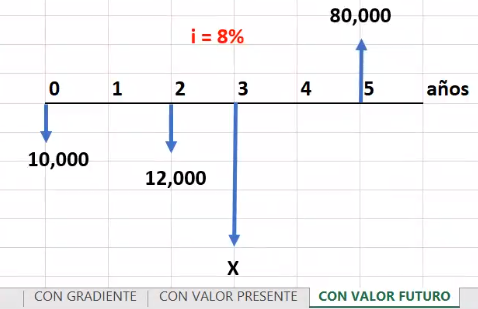 80,000
i = 8%
0 1 2 3 4 5 años
10,000
12,000
X
CON GRADIENTE CON VALOR PRESENTE CON VALOR FUTURO